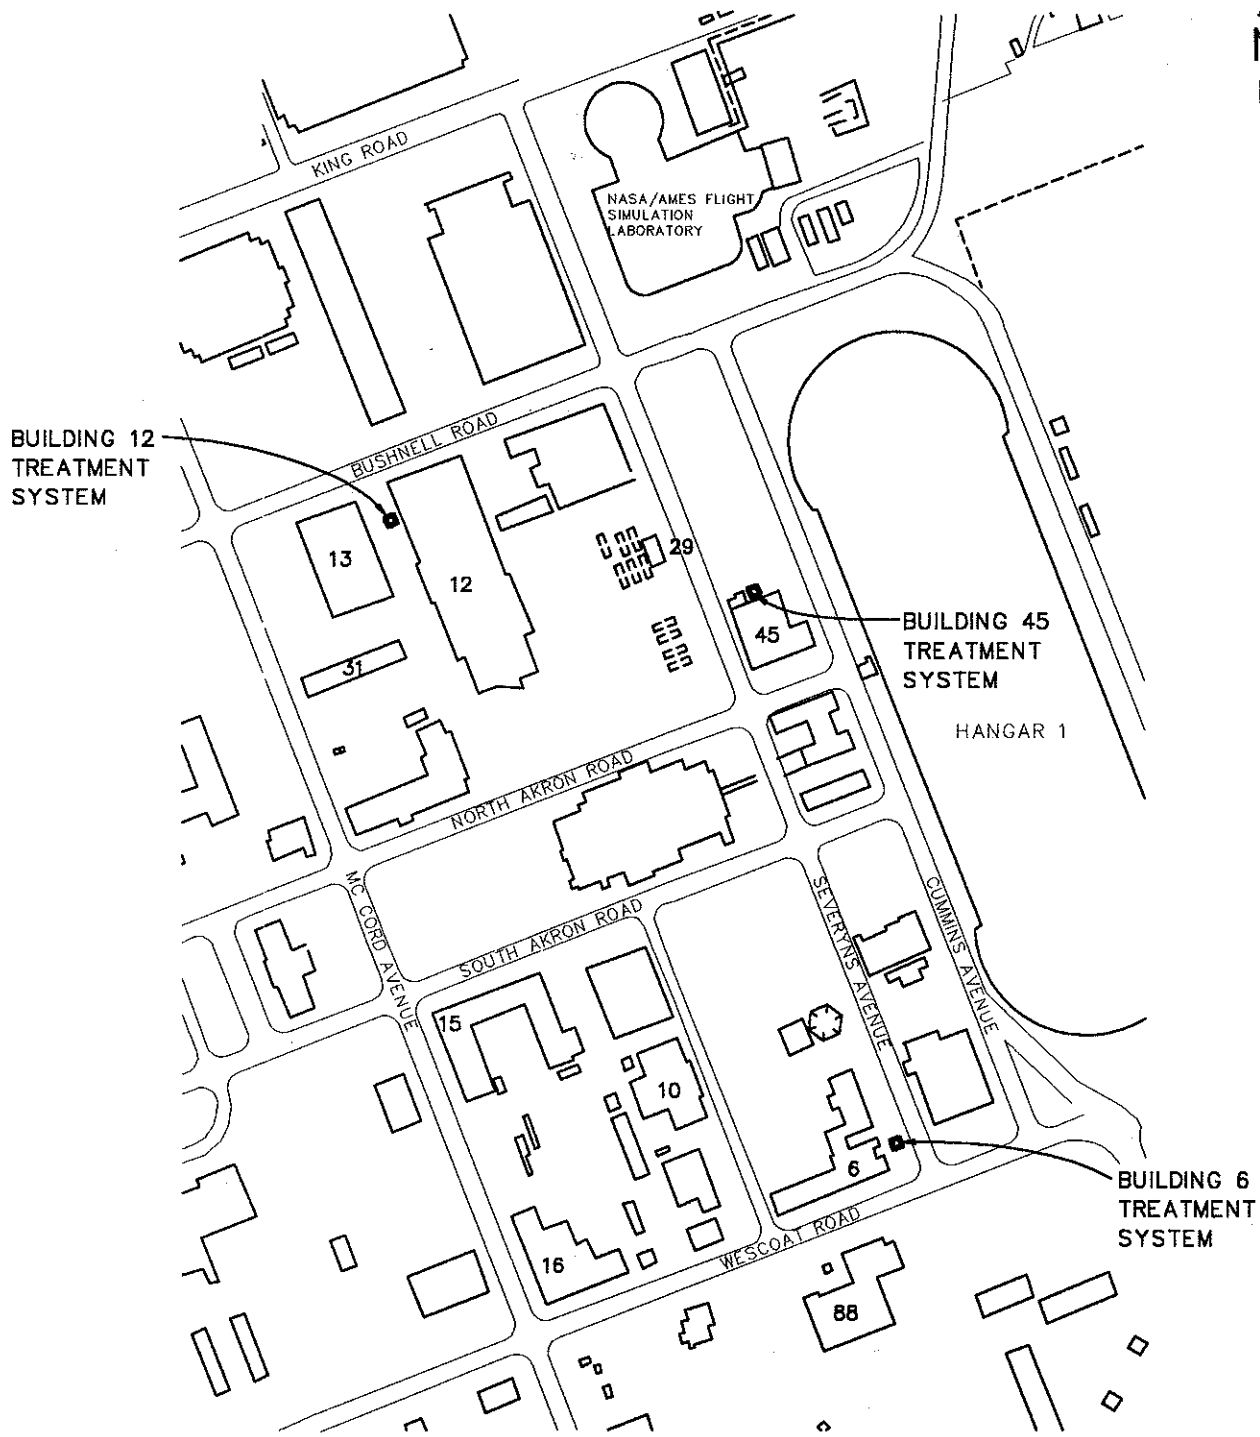 KING ROAD
NASA/AMES FLIGHT
SIMULATION
LABORATORY
BUSHNELL ROAD
BUILDING 12
TREATMENT
SYSTEM
13
12
29
31
45
BUILDING 45
TREATMENT
SYSTEM
HANGAR 1
NORTH AKRON ROAD
MC CORD AVENUE
SOUTH AKRON ROAD
SEVERYNS AVENUE
CUMMINS AVENUE
15
10
6
BUILDING 6
TREATMENT
SYSTEM
WESCOAT ROAD
16
88